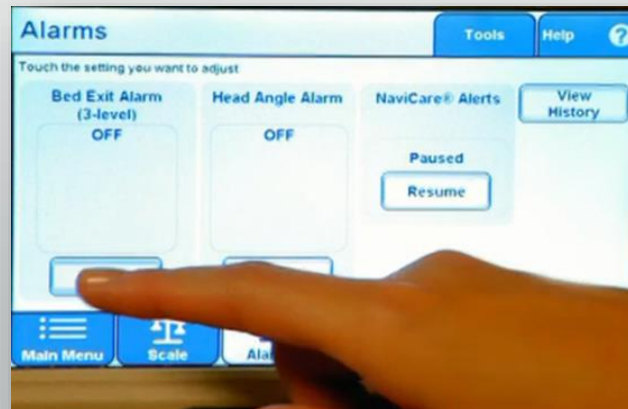 Alarms
Tools
Help
?
Touch the setting you want to adjust
Bed Exit Alarm
(3-level)
OFF
Head Angle Alarm
OFF
NaviCare® Alerts
Paused
Resume
View
History
Main Menu
Scale